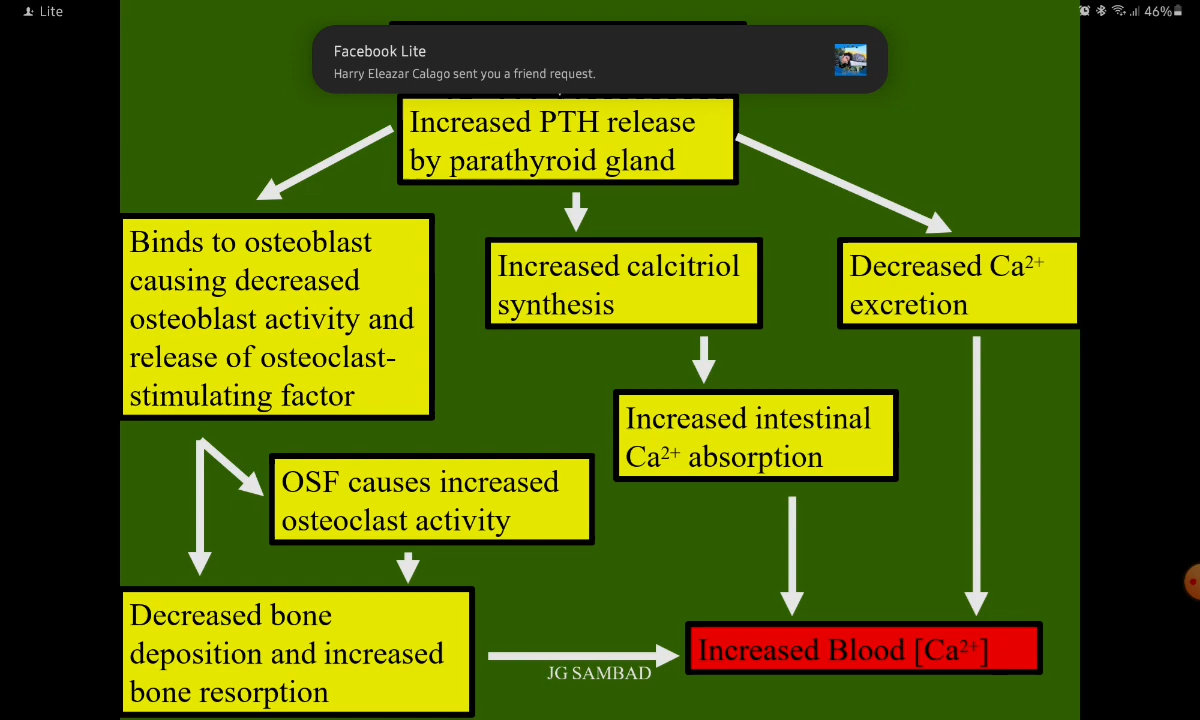 Lite
46%
Facebook Lite
Harry Eleazar Calago sent you a friend request.
Increased PTH release
by parathyroid gland
Binds to osteoblast
causing decreased
osteoblast activity and
release of osteoclast-
stimulating factor
Increased calcitriol
synthesis
Decreased Ca²⁺
excretion
Increased intestinal
Ca²⁺ absorption
OSF causes increased
osteoclast activity
Decreased bone
deposition and increased
bone resorption
JG SAMBAD
Increased Blood [Ca²⁺]